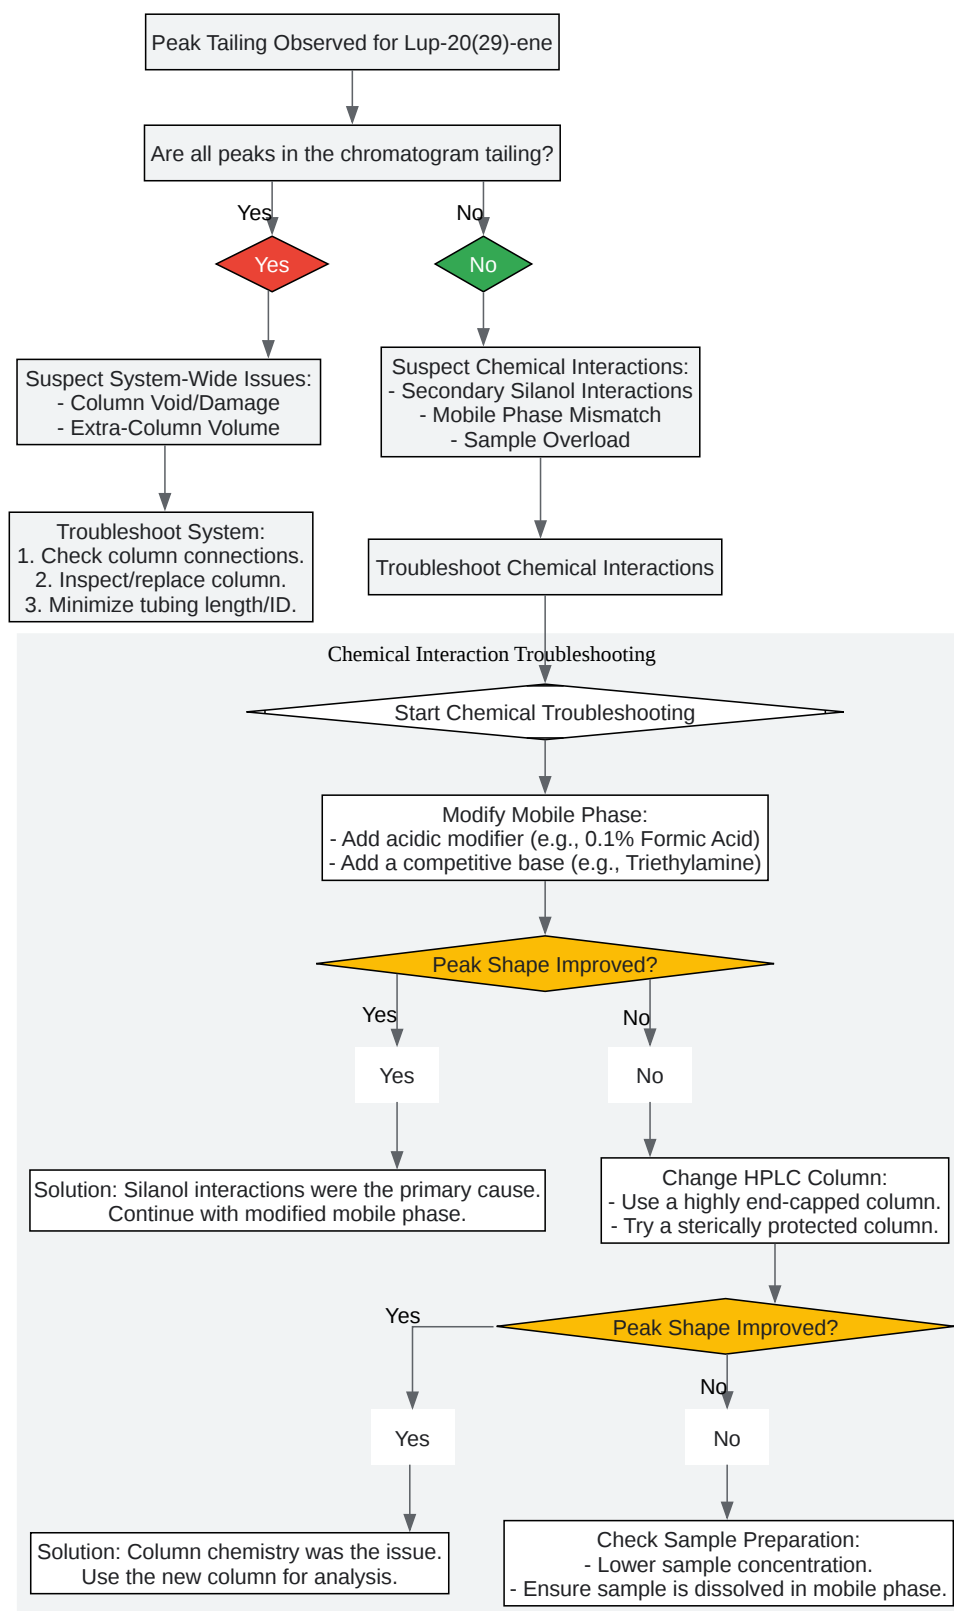 Peak Tailing Observed for Lup-20(29)-ene
Are all peaks in the chromatogram tailing?
Yes
No
Yes
No
Suspect System-Wide Issues:
- Column Void/Damage
- Extra-Column Volume
Suspect Chemical Interactions:
- Secondary Silanol Interactions
- Mobile Phase Mismatch
- Sample Overload
Troubleshoot System:
1. Check column connections.
2. Inspect/replace column.
3. Minimize tubing length/ID.
Troubleshoot Chemical Interactions
Chemical Interaction Troubleshooting
Start Chemical Troubleshooting
Modify Mobile Phase:
- Add acidic modifier (e.g., 0.1% Formic Acid)
- Add a competitive base (e.g., Triethylamine)
Peak Shape Improved?
Yes
No
Yes
No
Solution: Silanol interactions were the primary cause.
Continue with modified mobile phase.
Change HPLC Column:
- Use a highly end-capped column.
- Try a sterically protected column.
Peak Shape Improved?
Yes
No
Yes
No
Solution: Column chemistry was the issue.
Use the new column for analysis.
Check Sample Preparation:
- Lower sample concentration.
- Ensure sample is dissolved in mobile phase.